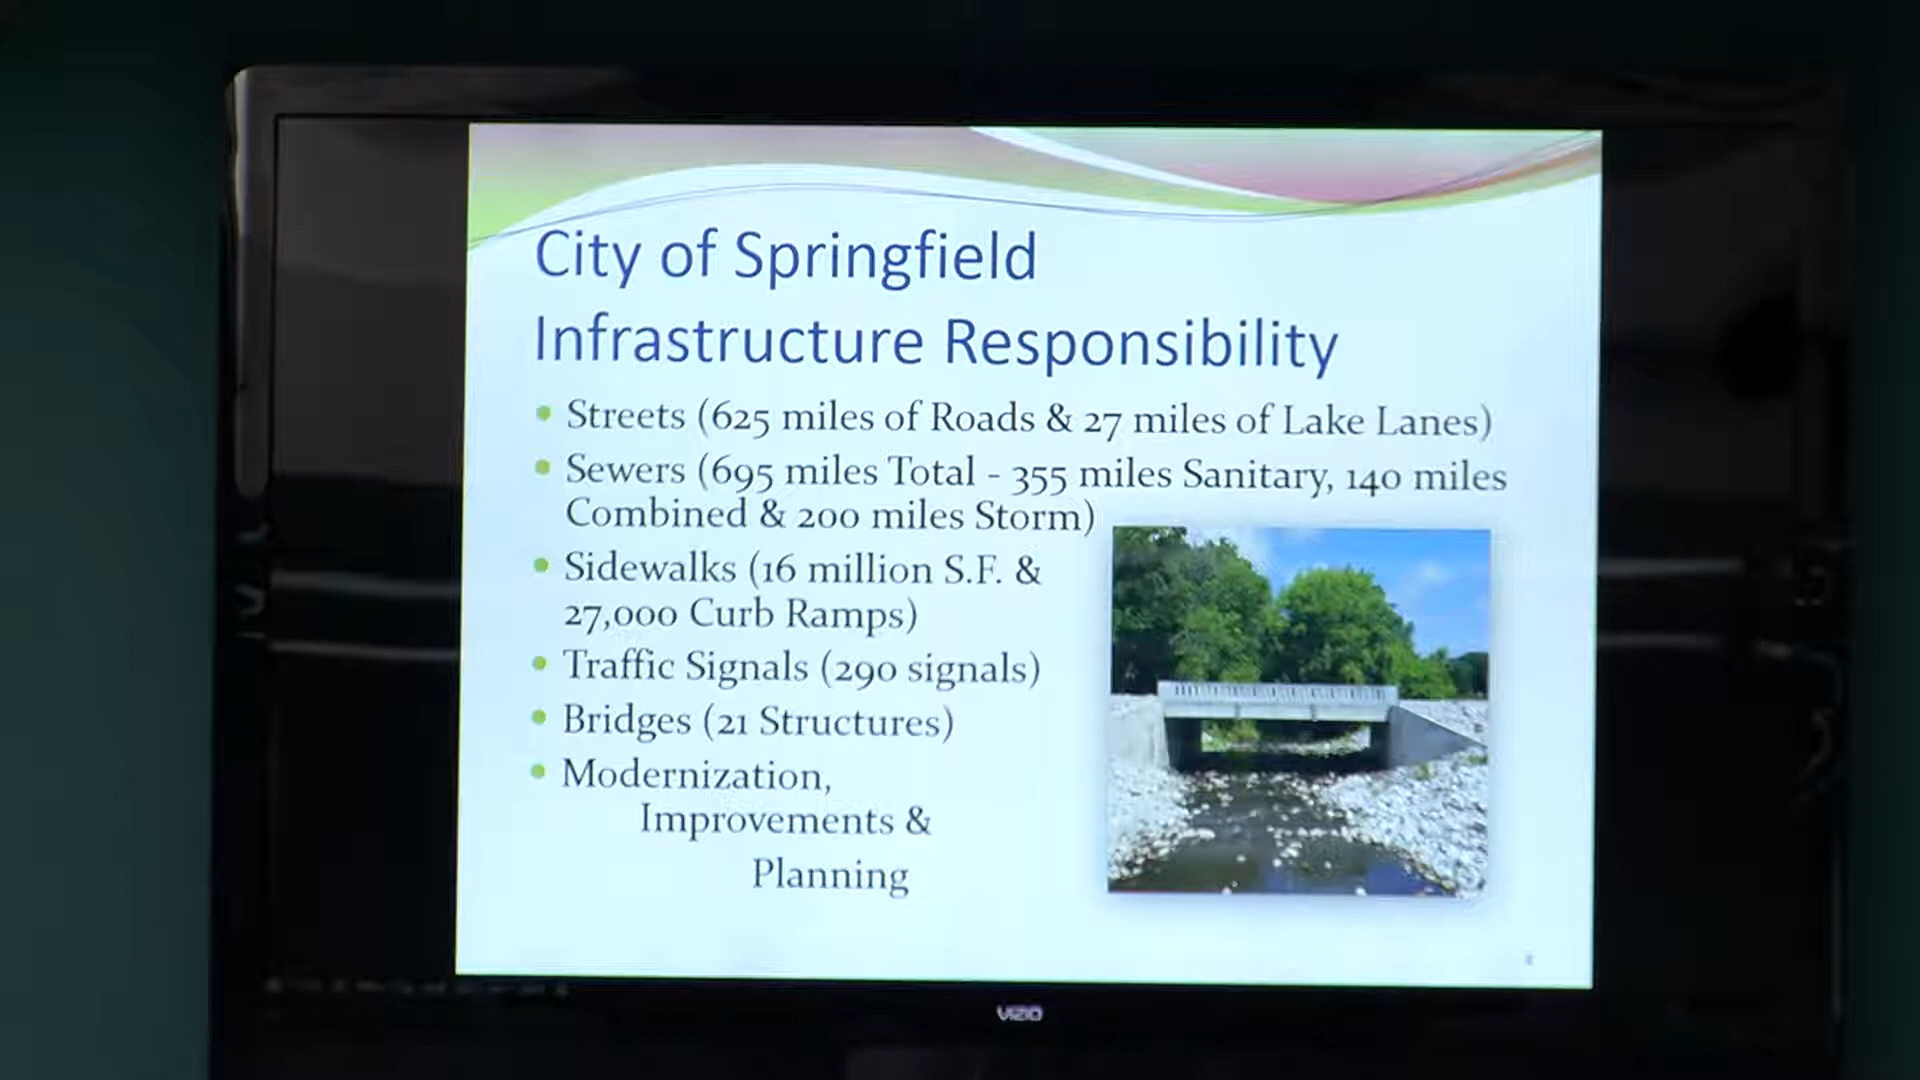 City of Springfield
Infrastructure Responsibility
Streets (625 miles of Roads & 27 miles of Lake Lanes)
Sewers (695 miles Total - 355 miles Sanitary, 140 miles
Combined & 200 miles Storm)
Sidewalks (16 million S.F. &
27,000 Curb Ramps)
Traffic Signals (290 signals)
Bridges (21 Structures)
Modernization,
Improvements &
Planning
VIZIO